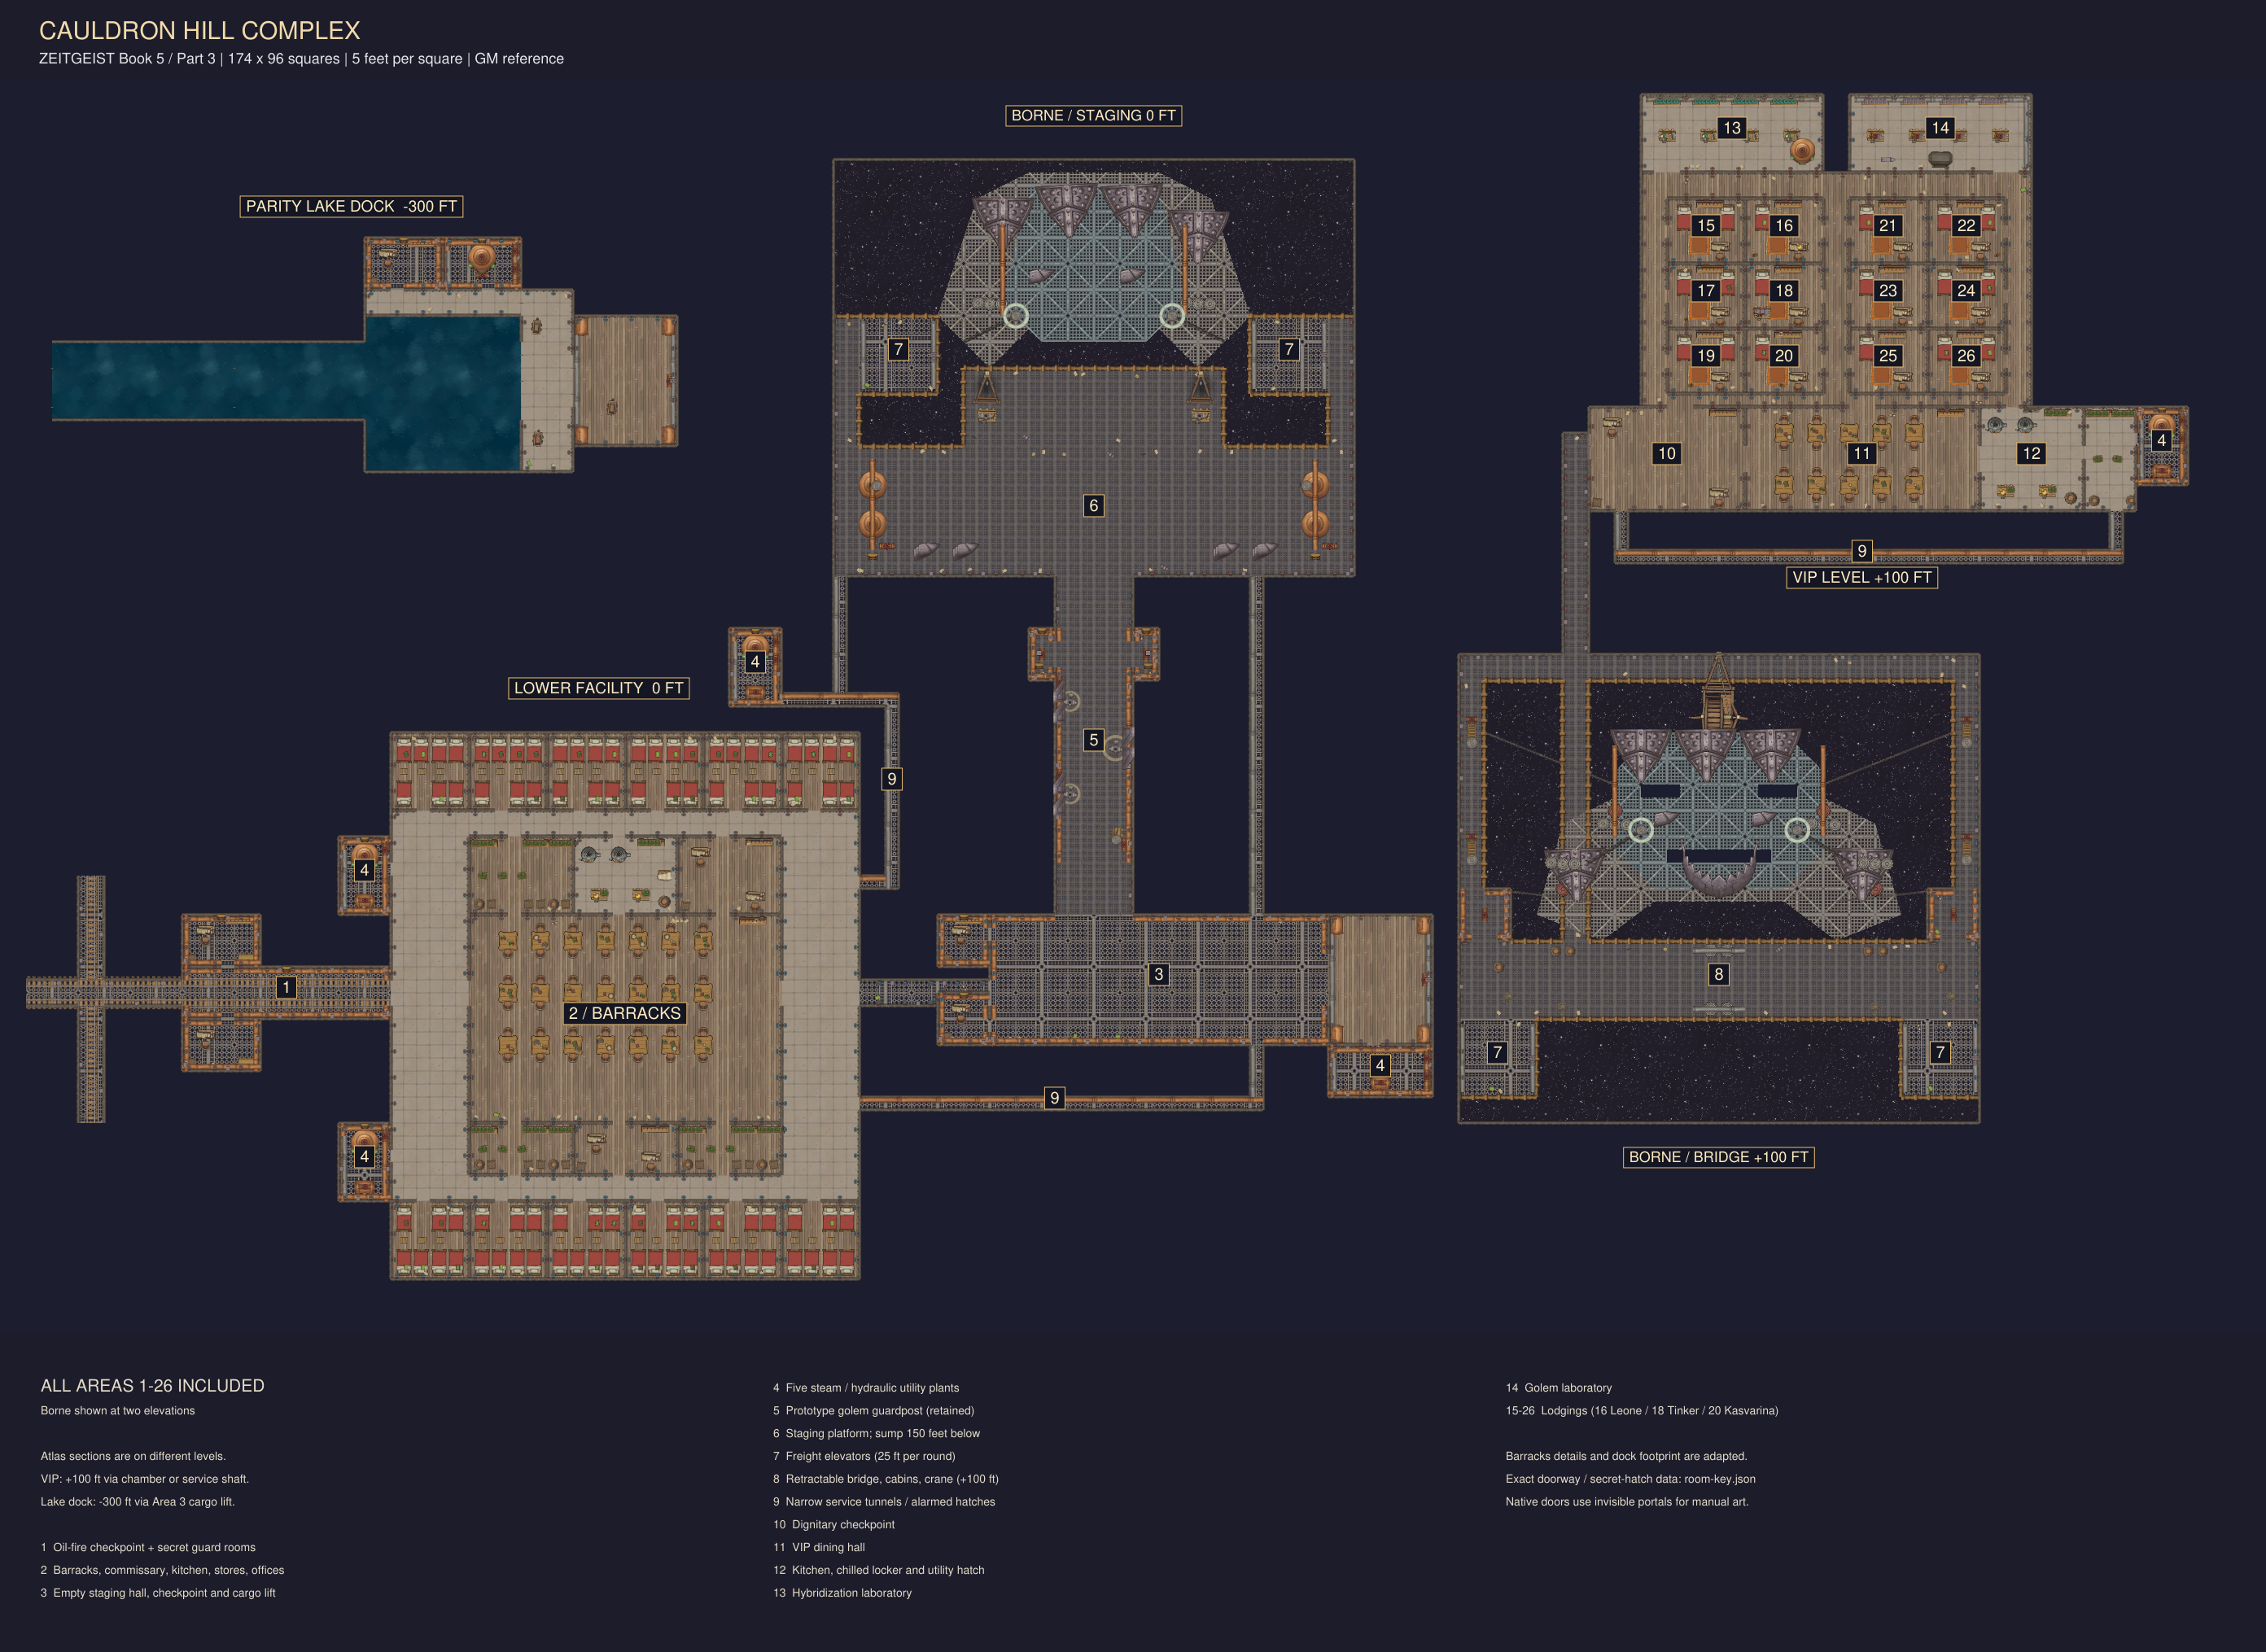 CAULDRON HILL COMPLEX
ZEITGEIST Book 5 / Part 3 | 174 x 96 squares | 5 feet per square | GM reference
BORNE / STAGING 0 FT
13
14
PARITY LAKE DOCK -300 FT
15
16
21
22
17
18
23
24
7
7
19
20
25
26
4
10
11
12
6
9
VIP LEVEL +100 FT
4
LOWER FACILITY 0 FT
5
9
4
1
3
8
2 / BARRACKS
7
7
4
9
4
BORNE / BRIDGE +100 FT
ALL AREAS 1-26 INCLUDED
Borne shown at two elevations
Atlas sections are on different levels.
VIP: +100 ft via chamber or service shaft.
Lake dock: -300 ft via Area 3 cargo lift.
1 Oil-fire checkpoint + secret guard rooms
2 Barracks, commissary, kitchen, stores, offices
3 Empty staging hall, checkpoint and cargo lift
4 Five steam / hydraulic utility plants
5 Prototype golem guardpost (retained)
6 Staging platform; sump 150 feet below
7 Freight elevators (25 ft per round)
8 Retractable bridge, cabins, crane (+100 ft)
9 Narrow service tunnels / alarmed hatches
10 Dignitary checkpoint
11 VIP dining hall
12 Kitchen, chilled locker and utility hatch
13 Hybridization laboratory
14 Golem laboratory
15-26 Lodgings (16 Leone / 18 Tinker / 20 Kasvarina)
Barracks details and dock footprint are adapted.
Exact doorway / secret-hatch data: room-key.json
Native doors use invisible portals for manual art.